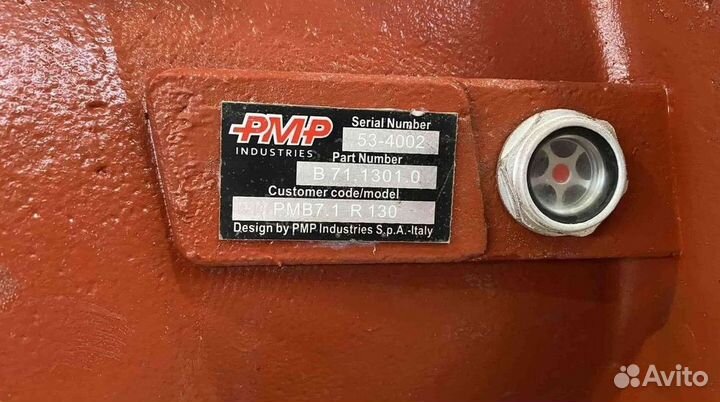 PMP
INDUSTRIES
Serial Number
53-4002
Part Number
B 71.1301.0
Customer code/model
PMB7.1 R 130
Design by PMP Industries S.p.A.-Italy
Avito